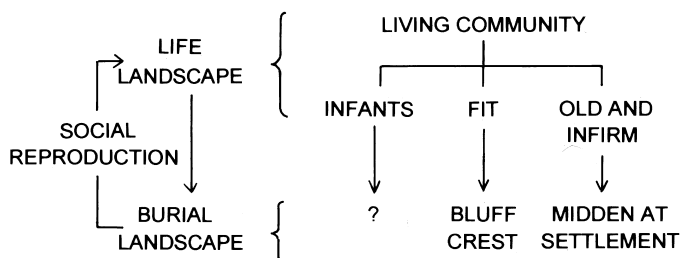 LIVING COMMUNITY
LIFE
LANDSCAPE
INFANTS
FIT
OLD AND
INFIRM
SOCIAL
REPRODUCTION
BURIAL
LANDSCAPE
?
BLUFF
CREST
MIDDEN AT
SETTLEMENT